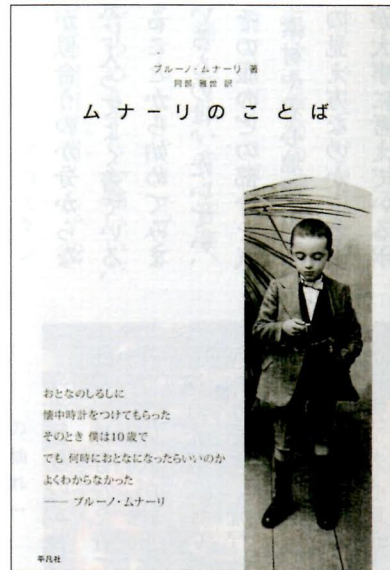 ブルーノ・ムナーリ 著
阿部 雅世 訳
ムナーリのことば
おとなのしるしに
懐中時計をつけてもらった
そのとき 僕は10歳で
でも 何時におとなになったらいいのか
よくわからなかった
—— ブルーノ・ムナーリ
平凡社